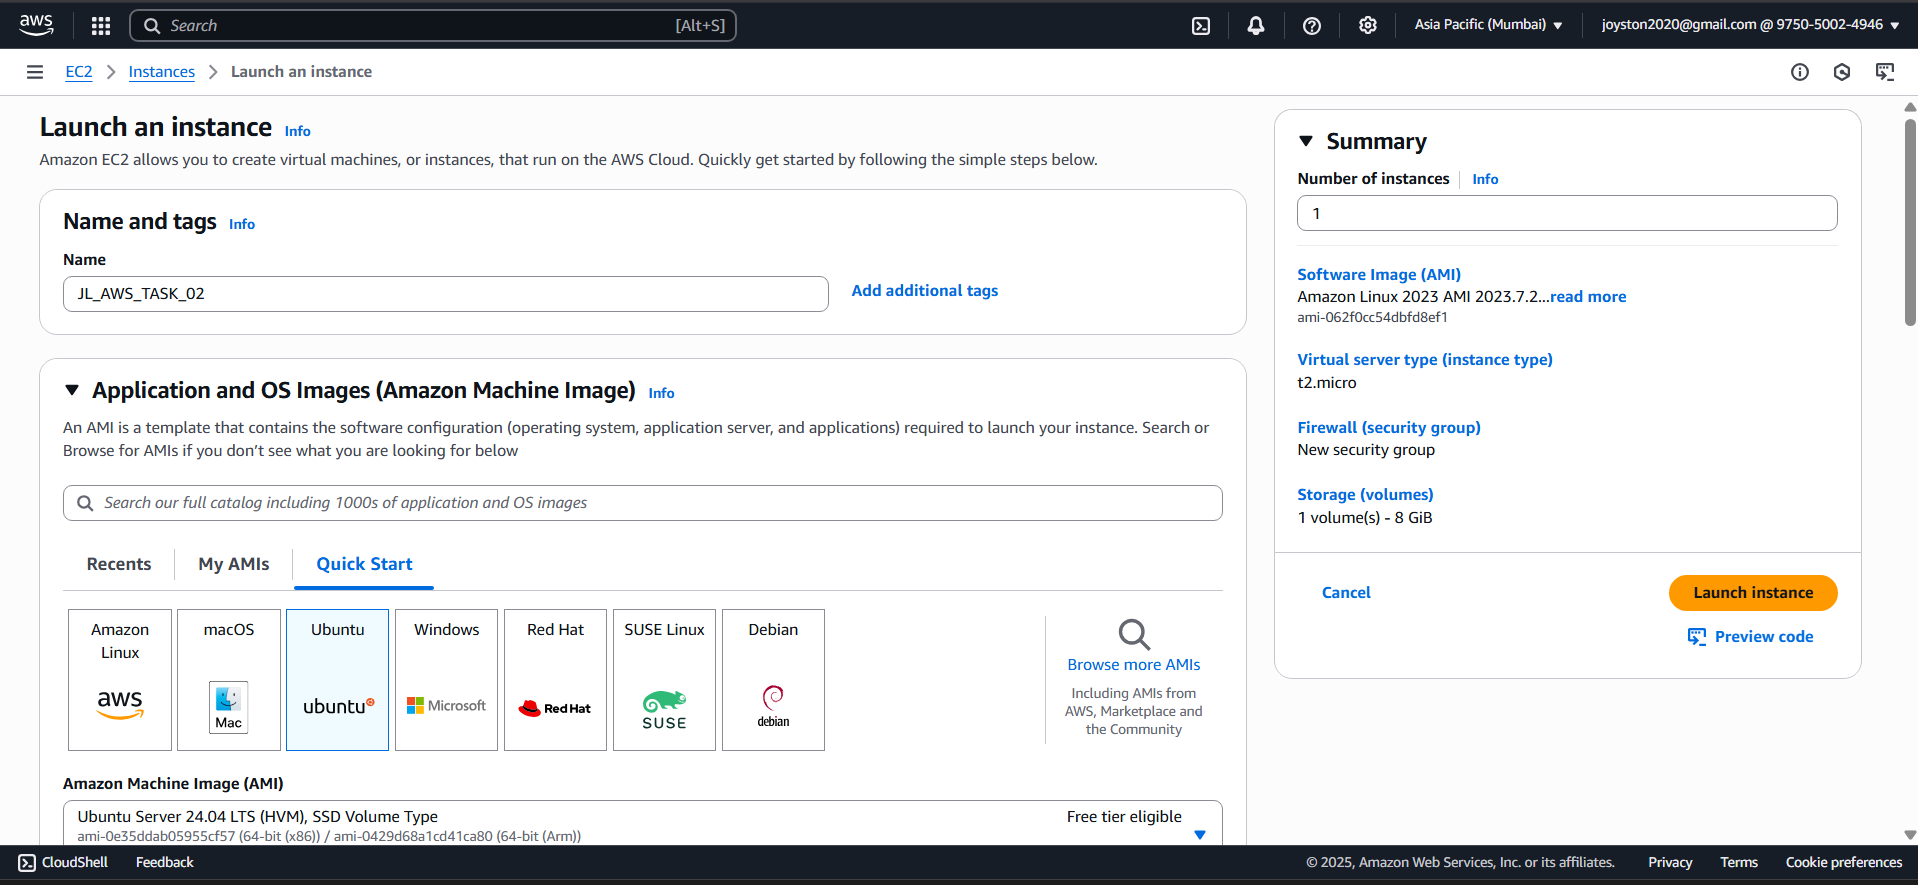 aws
Search [Alt+S]
Asia Pacific (Mumbai)
joyston2020@gmail.com @ 9750-5002-4946
EC2
Instances
Launch an instance
Launch an instance Info
Amazon EC2 allows you to create virtual machines, or instances, that run on the AWS Cloud. Quickly get started by following the simple steps below.
Name and tags Info
Name
JL_AWS_TASK_02
Add additional tags
Application and OS Images (Amazon Machine Image) Info
An AMI is a template that contains the software configuration (operating system, application server, and applications) required to launch your instance. Search or
Browse for AMIs if you don’t see what you are looking for below
Search our full catalog including 1000s of application and OS images
Recents
My AMIs
Quick Start
Amazon
Linux
aws
macOS
Mac
Ubuntu
ubuntu
Windows
Microsoft
Red Hat
Red Hat
SUSE Linux
SUSE
Debian
debian
Browse more AMIs
Including AMIs from
AWS, Marketplace and
the Community
Amazon Machine Image (AMI)
Ubuntu Server 24.04 LTS (HVM), SSD Volume Type
Free tier eligible
ami-0e35ddab05955cf57 (64-bit (x86)) / ami-0429d68a1cd41ca80 (64-bit (Arm))
Summary
Number of instances Info
1
Software Image (AMI)
Amazon Linux 2023 AMI 2023.7.2...read more
ami-062f0cc54dbfd8ef1
Virtual server type (instance type)
t2.micro
Firewall (security group)
New security group
Storage (volumes)
1 volume(s) - 8 GiB
Cancel
Launch instance
Preview code
CloudShell
Feedback
© 2025, Amazon Web Services, Inc. or its affiliates.
Privacy
Terms
Cookie preferences